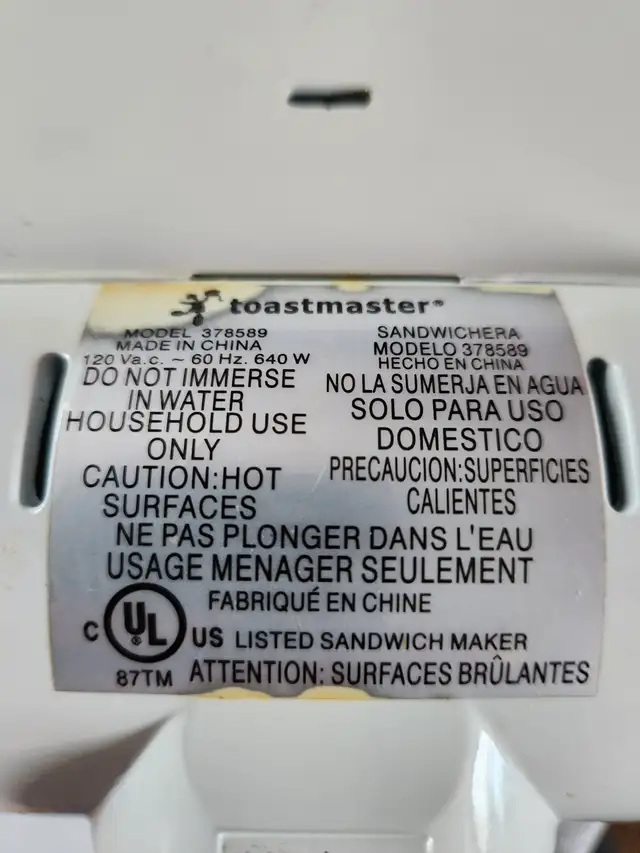 toastmaster®
MODEL 378589
MADE IN CHINA
120 Va.c. ~ 60 Hz. 640 W
DO NOT IMMERSE
IN WATER
HOUSEHOLD USE
ONLY
CAUTION:HOT
SURFACES
SANDWICHERA
MODELO 378589
HECHO EN CHINA
NO LA SUMERJA EN AGUA
SOLO PARA USO
DOMESTICO
PRECAUCION:SUPERFICIES
CALIENTES
NE PAS PLONGER DANS L'EAU
USAGE MENAGER SEULEMENT
FABRIQUÉ EN CHINE
C UL® US LISTED SANDWICH MAKER
87TM ATTENTION: SURFACES BRÛLANTES